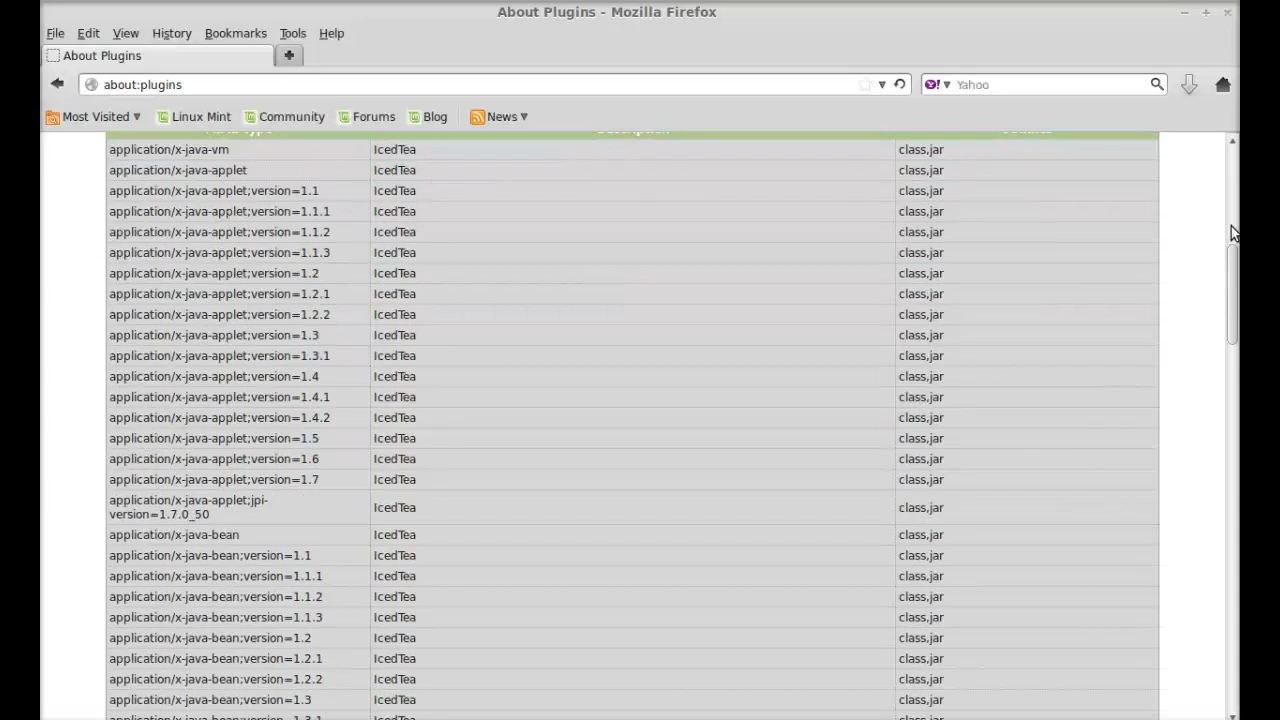 About Plugins - Mozilla Firefox
File Edit View History Bookmarks Tools Help
About Plugins
about:plugins Yahoo
Most Visited Linux Mint Community Forums Blog News
application/x-java-vm IcedTea class,jar
application/x-java-applet IcedTea class,jar
application/x-java-applet;version=1.1 IcedTea class,jar
application/x-java-applet;version=1.1.1 IcedTea class,jar
application/x-java-applet;version=1.1.2 IcedTea class,jar
application/x-java-applet;version=1.1.3 IcedTea class,jar
application/x-java-applet;version=1.2 IcedTea class,jar
application/x-java-applet;version=1.2.1 IcedTea class,jar
application/x-java-applet;version=1.2.2 IcedTea class,jar
application/x-java-applet;version=1.3 IcedTea class,jar
application/x-java-applet;version=1.3.1 IcedTea class,jar
application/x-java-applet;version=1.4 IcedTea class,jar
application/x-java-applet;version=1.4.1 IcedTea class,jar
application/x-java-applet;version=1.4.2 IcedTea class,jar
application/x-java-applet;version=1.5 IcedTea class,jar
application/x-java-applet;version=1.6 IcedTea class,jar
application/x-java-applet;version=1.7 IcedTea class,jar
application/x-java-applet;jpi-
version=1.7.0_50 IcedTea class,jar
application/x-java-bean IcedTea class,jar
application/x-java-bean;version=1.1 IcedTea class,jar
application/x-java-bean;version=1.1.1 IcedTea class,jar
application/x-java-bean;version=1.1.2 IcedTea class,jar
application/x-java-bean;version=1.1.3 IcedTea class,jar
application/x-java-bean;version=1.2 IcedTea class,jar
application/x-java-bean;version=1.2.1 IcedTea class,jar
application/x-java-bean;version=1.2.2 IcedTea class,jar
application/x-java-bean;version=1.3 IcedTea class,jar